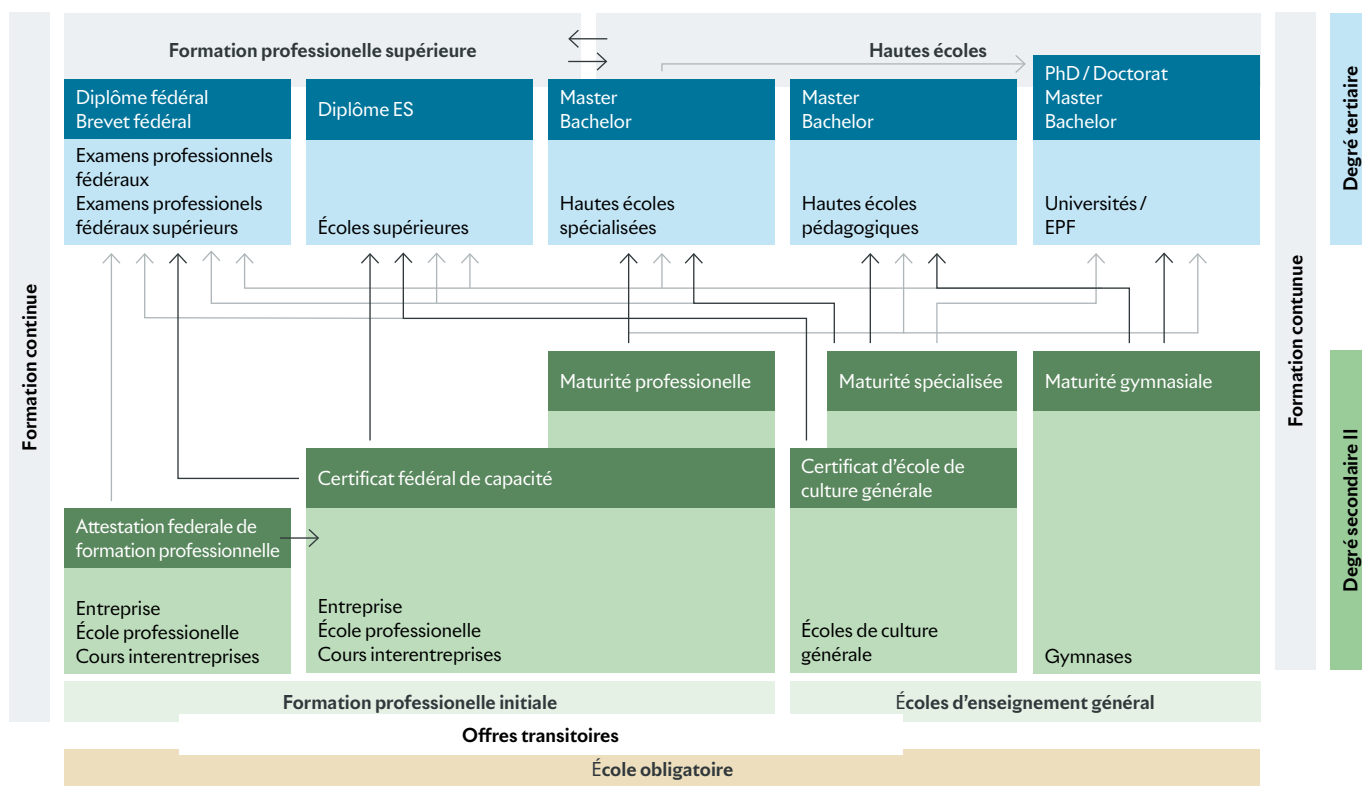 Formation professionelle supérieure
Hautes écoles
Diplôme fédéral
Brevet fédéral
Examens professionnels
fédéraux
Examens professionels
fédéraux supérieurs
Diplôme ES
Écoles supérieures
Master
Bachelor
Hautes écoles
spécialisées
Master
Bachelor
Hautes écoles
pédagogiques
PhD / Doctorat
Master
Bachelor
Universités /
EPF
Degré tertiaire
Formation continue
Formation contunue
Maturité professionelle
Maturité spécialisée
Maturité gymnasiale
Certificat fédéral de capacité
Certificat d'école de
culture générale
Attestation federale de
formation professionnelle
Entreprise
École professionelle
Cours interentreprises
Entreprise
École professionelle
Cours interentreprises
Écoles de culture
générale
Gymnases
Degré secondaire II
Formation professionelle initiale
Écoles d'enseignement général
Offres transitoires
École obligatoire